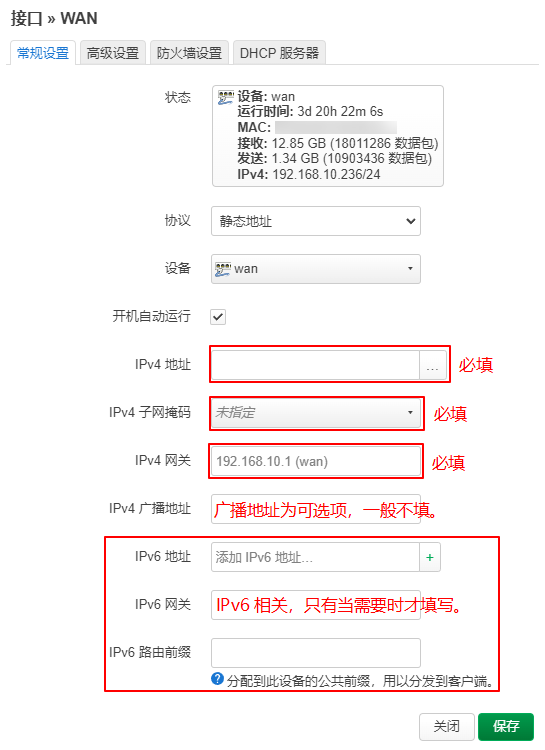 接口 » WAN
常规设置 高级设置 防火墙设置 DHCP 服务器
状态
设备: wan
运行时间: 3d 20h 22m 6s
MAC:
接收: 12.85 GB (18011286 数据包)
发送: 1.34 GB (10903436 数据包)
IPv4: 192.168.10.236/24
协议 静态地址
设备 wan
开机自动运行
IPv4 地址 ... 必填
IPv4 子网掩码 未指定 必填
IPv4 网关 192.168.10.1 (wan) 必填
IPv4 广播地址 广播地址为可选项，一般不填。
IPv6 地址 添加 IPv6 地址... +
IPv6 网关 IPv6 相关，只有当需要时才填写。
IPv6 路由前缀
? 分配到此设备的公共前缀，用以分发到客户端。
关闭 保存